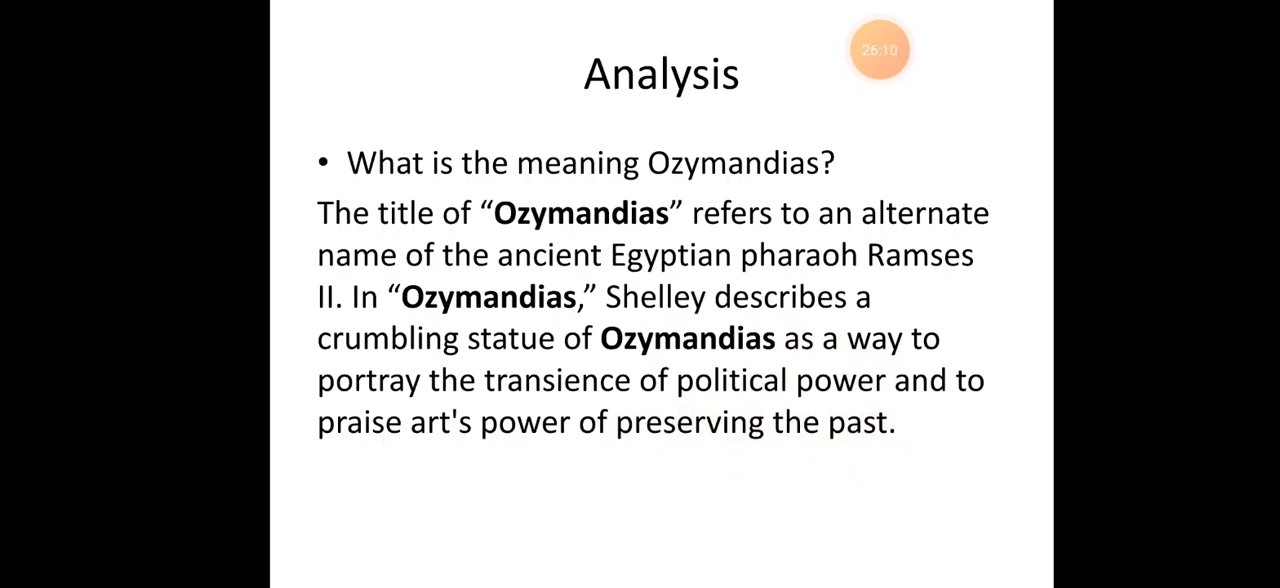 26:10
Analysis
• What is the meaning Ozymandias?
The title of “Ozymandias” refers to an alternate
name of the ancient Egyptian pharaoh Ramses
II. In “Ozymandias,” Shelley describes a
crumbling statue of Ozymandias as a way to
portray the transience of political power and to
praise art's power of preserving the past.